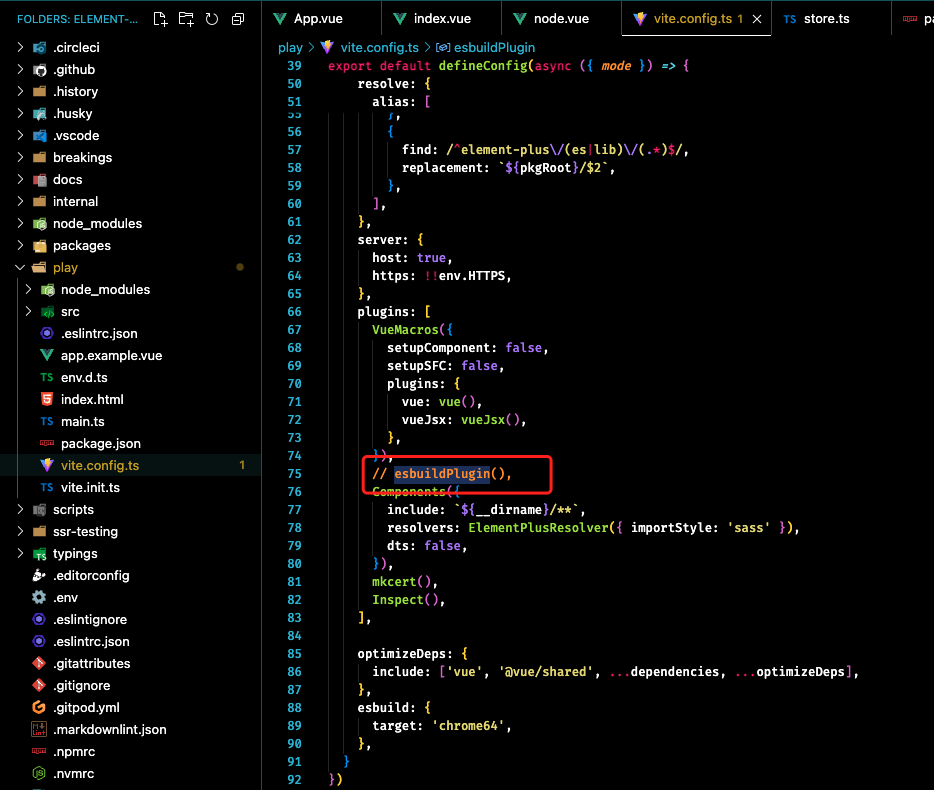 FOLDERS: ELEMENT-...
.circleci
.github
.history
.husky
.vscode
breakings
docs
internal
node_modules
packages
play
node_modules
src
.eslintrc.json
app.example.vue
TS env.d.ts
index.html
TS main.ts
package.json
vite.config.ts 1
TS vite.init.ts
scripts
ssr-testing
typings
.editorconfig
.env
.eslintignore
.eslintrc.json
.gitattributes
.gitignore
.gitpod.yml
.markdownlint.json
.npmrc
.nvmrc
App.vue index.vue node.vue vite.config.ts 1 TS store.ts pa
play > vite.config.ts > esbuildPlugin
39 export default defineConfig(async ({ mode }) => {
50 resolve: {
51 alias: [
55 },
56 {
57 find: /^element-plus\/(es|lib)\/(.*)$/,
58 replacement: `${pkgRoot}/$2`,
59 },
60 ],
61 },
62 server: {
63 host: true,
64 https: !!env.HTTPS,
65 },
66 plugins: [
67 VueMacros({
68 setupComponent: false,
69 setupSFC: false,
70 plugins: {
71 vue: vue(),
72 vueJsx: vueJsx(),
73 },
74 }),
75 // esbuildPlugin(),
76 Components({
77 include: `${__dirname}/**`,
78 resolvers: ElementPlusResolver({ importStyle: 'sass' }),
79 dts: false,
80 }),
81 mkcert(),
82 Inspect(),
83 ],
84
85 optimizeDeps: {
86 include: ['vue', '@vue/shared', ...dependencies, ...optimizeDeps],
87 },
88 esbuild: {
89 target: 'chrome64',
90 },
91 }
92 })